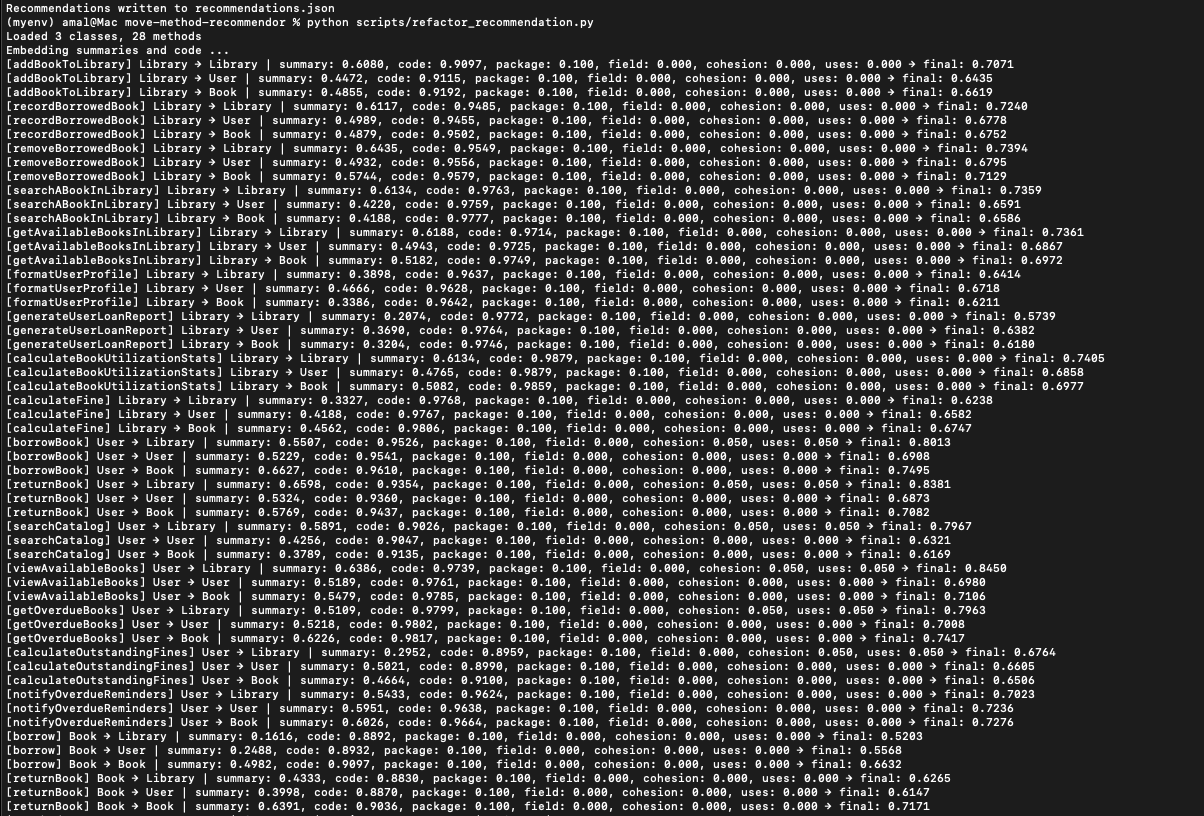 Recommendations written to recommendations.json
(myenv) amal@Mac move-method-recommendor % python scripts/refactor_recommendation.py
Loaded 3 classes, 28 methods
Embedding summaries and code ...
[addBookToLibrary] Library → Library | summary: 0.6080, code: 0.9097, package: 0.100, field: 0.000, cohesion: 0.000, uses: 0.000 → final: 0.7071
[addBookToLibrary] Library → User | summary: 0.4472, code: 0.9115, package: 0.100, field: 0.000, cohesion: 0.000, uses: 0.000 → final: 0.6435
[addBookToLibrary] Library → Book | summary: 0.4855, code: 0.9192, package: 0.100, field: 0.000, cohesion: 0.000, uses: 0.000 → final: 0.6619
[recordBorrowedBook] Library → Library | summary: 0.6117, code: 0.9485, package: 0.100, field: 0.000, cohesion: 0.000, uses: 0.000 → final: 0.7240
[recordBorrowedBook] Library → User | summary: 0.4989, code: 0.9455, package: 0.100, field: 0.000, cohesion: 0.000, uses: 0.000 → final: 0.6778
[recordBorrowedBook] Library → Book | summary: 0.4879, code: 0.9502, package: 0.100, field: 0.000, cohesion: 0.000, uses: 0.000 → final: 0.6752
[removeBorrowedBook] Library → Library | summary: 0.6435, code: 0.9549, package: 0.100, field: 0.000, cohesion: 0.000, uses: 0.000 → final: 0.7394
[removeBorrowedBook] Library → User | summary: 0.4932, code: 0.9556, package: 0.100, field: 0.000, cohesion: 0.000, uses: 0.000 → final: 0.6795
[removeBorrowedBook] Library → Book | summary: 0.5744, code: 0.9579, package: 0.100, field: 0.000, cohesion: 0.000, uses: 0.000 → final: 0.7129
[searchABookInLibrary] Library → Library | summary: 0.6134, code: 0.9763, package: 0.100, field: 0.000, cohesion: 0.000, uses: 0.000 → final: 0.7359
[searchABookInLibrary] Library → User | summary: 0.4220, code: 0.9759, package: 0.100, field: 0.000, cohesion: 0.000, uses: 0.000 → final: 0.6591
[searchABookInLibrary] Library → Book | summary: 0.4188, code: 0.9777, package: 0.100, field: 0.000, cohesion: 0.000, uses: 0.000 → final: 0.6586
[getAvailableBooksInLibrary] Library → Library | summary: 0.6188, code: 0.9714, package: 0.100, field: 0.000, cohesion: 0.000, uses: 0.000 → final: 0.7361
[getAvailableBooksInLibrary] Library → User | summary: 0.4943, code: 0.9725, package: 0.100, field: 0.000, cohesion: 0.000, uses: 0.000 → final: 0.6867
[getAvailableBooksInLibrary] Library → Book | summary: 0.5182, code: 0.9749, package: 0.100, field: 0.000, cohesion: 0.000, uses: 0.000 → final: 0.6972
[formatUserProfile] Library → Library | summary: 0.3898, code: 0.9637, package: 0.100, field: 0.000, cohesion: 0.000, uses: 0.000 → final: 0.6414
[formatUserProfile] Library → User | summary: 0.4666, code: 0.9628, package: 0.100, field: 0.000, cohesion: 0.000, uses: 0.000 → final: 0.6718
[formatUserProfile] Library → Book | summary: 0.3386, code: 0.9642, package: 0.100, field: 0.000, cohesion: 0.000, uses: 0.000 → final: 0.6211
[generateUserLoanReport] Library → Library | summary: 0.2074, code: 0.9772, package: 0.100, field: 0.000, cohesion: 0.000, uses: 0.000 → final: 0.5739
[generateUserLoanReport] Library → User | summary: 0.3690, code: 0.9764, package: 0.100, field: 0.000, cohesion: 0.000, uses: 0.000 → final: 0.6382
[generateUserLoanReport] Library → Book | summary: 0.3204, code: 0.9746, package: 0.100, field: 0.000, cohesion: 0.000, uses: 0.000 → final: 0.6180
[calculateBookUtilizationStats] Library → Library | summary: 0.6134, code: 0.9879, package: 0.100, field: 0.000, cohesion: 0.000, uses: 0.000 → final: 0.7405
[calculateBookUtilizationStats] Library → User | summary: 0.4765, code: 0.9879, package: 0.100, field: 0.000, cohesion: 0.000, uses: 0.000 → final: 0.6858
[calculateBookUtilizationStats] Library → Book | summary: 0.5082, code: 0.9859, package: 0.100, field: 0.000, cohesion: 0.000, uses: 0.000 → final: 0.6977
[calculateFine] Library → Library | summary: 0.3327, code: 0.9768, package: 0.100, field: 0.000, cohesion: 0.000, uses: 0.000 → final: 0.6238
[calculateFine] Library → User | summary: 0.4188, code: 0.9767, package: 0.100, field: 0.000, cohesion: 0.000, uses: 0.000 → final: 0.6582
[calculateFine] Library → Book | summary: 0.4562, code: 0.9806, package: 0.100, field: 0.000, cohesion: 0.000, uses: 0.000 → final: 0.6747
[borrowBook] User → Library | summary: 0.5507, code: 0.9526, package: 0.100, field: 0.000, cohesion: 0.050, uses: 0.050 → final: 0.8013
[borrowBook] User → User | summary: 0.5229, code: 0.9541, package: 0.100, field: 0.000, cohesion: 0.000, uses: 0.000 → final: 0.6908
[borrowBook] User → Book | summary: 0.6627, code: 0.9610, package: 0.100, field: 0.000, cohesion: 0.000, uses: 0.000 → final: 0.7495
[returnBook] User → Library | summary: 0.6598, code: 0.9354, package: 0.100, field: 0.000, cohesion: 0.050, uses: 0.050 → final: 0.8381
[returnBook] User → User | summary: 0.5324, code: 0.9360, package: 0.100, field: 0.000, cohesion: 0.000, uses: 0.000 → final: 0.6873
[returnBook] User → Book | summary: 0.5769, code: 0.9437, package: 0.100, field: 0.000, cohesion: 0.000, uses: 0.000 → final: 0.7082
[searchCatalog] User → Library | summary: 0.5891, code: 0.9026, package: 0.100, field: 0.000, cohesion: 0.050, uses: 0.050 → final: 0.7967
[searchCatalog] User → User | summary: 0.4256, code: 0.9047, package: 0.100, field: 0.000, cohesion: 0.000, uses: 0.000 → final: 0.6321
[searchCatalog] User → Book | summary: 0.3789, code: 0.9135, package: 0.100, field: 0.000, cohesion: 0.000, uses: 0.000 → final: 0.6169
[viewAvailableBooks] User → Library | summary: 0.6386, code: 0.9739, package: 0.100, field: 0.000, cohesion: 0.050, uses: 0.050 → final: 0.8450
[viewAvailableBooks] User → User | summary: 0.5189, code: 0.9761, package: 0.100, field: 0.000, cohesion: 0.000, uses: 0.000 → final: 0.6980
[viewAvailableBooks] User → Book | summary: 0.5479, code: 0.9785, package: 0.100, field: 0.000, cohesion: 0.000, uses: 0.000 → final: 0.7106
[getOverdueBooks] User → Library | summary: 0.5109, code: 0.9799, package: 0.100, field: 0.000, cohesion: 0.050, uses: 0.050 → final: 0.7963
[getOverdueBooks] User → User | summary: 0.5218, code: 0.9802, package: 0.100, field: 0.000, cohesion: 0.000, uses: 0.000 → final: 0.7008
[getOverdueBooks] User → Book | summary: 0.6226, code: 0.9817, package: 0.100, field: 0.000, cohesion: 0.000, uses: 0.000 → final: 0.7417
[calculateOutstandingFines] User → Library | summary: 0.2952, code: 0.8959, package: 0.100, field: 0.000, cohesion: 0.050, uses: 0.050 → final: 0.6764
[calculateOutstandingFines] User → User | summary: 0.5021, code: 0.8990, package: 0.100, field: 0.000, cohesion: 0.000, uses: 0.000 → final: 0.6605
[calculateOutstandingFines] User → Book | summary: 0.4664, code: 0.9100, package: 0.100, field: 0.000, cohesion: 0.000, uses: 0.000 → final: 0.6506
[notifyOverdueReminders] User → Library | summary: 0.5433, code: 0.9624, package: 0.100, field: 0.000, cohesion: 0.000, uses: 0.000 → final: 0.7023
[notifyOverdueReminders] User → User | summary: 0.5951, code: 0.9638, package: 0.100, field: 0.000, cohesion: 0.000, uses: 0.000 → final: 0.7236
[notifyOverdueReminders] User → Book | summary: 0.6026, code: 0.9664, package: 0.100, field: 0.000, cohesion: 0.000, uses: 0.000 → final: 0.7276
[borrow] Book → Library | summary: 0.1616, code: 0.8892, package: 0.100, field: 0.000, cohesion: 0.000, uses: 0.000 → final: 0.5203
[borrow] Book → User | summary: 0.2488, code: 0.8932, package: 0.100, field: 0.000, cohesion: 0.000, uses: 0.000 → final: 0.5568
[borrow] Book → Book | summary: 0.4982, code: 0.9097, package: 0.100, field: 0.000, cohesion: 0.000, uses: 0.000 → final: 0.6632
[returnBook] Book → Library | summary: 0.4333, code: 0.8830, package: 0.100, field: 0.000, cohesion: 0.000, uses: 0.000 → final: 0.6265
[returnBook] Book → User | summary: 0.3998, code: 0.8870, package: 0.100, field: 0.000, cohesion: 0.000, uses: 0.000 → final: 0.6147
[returnBook] Book → Book | summary: 0.6391, code: 0.9036, package: 0.100, field: 0.000, cohesion: 0.000, uses: 0.000 → final: 0.7171